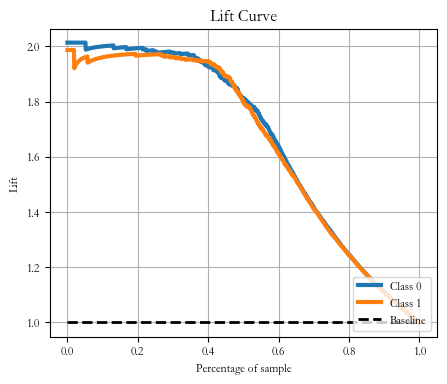 Lift Curve
2.0
1.8
1.6
1.4
1.2
1.0
Lift
0.0 0.2 0.4 0.6 0.8 1.0
Percentage of sample
Class 0
Class 1
Baseline